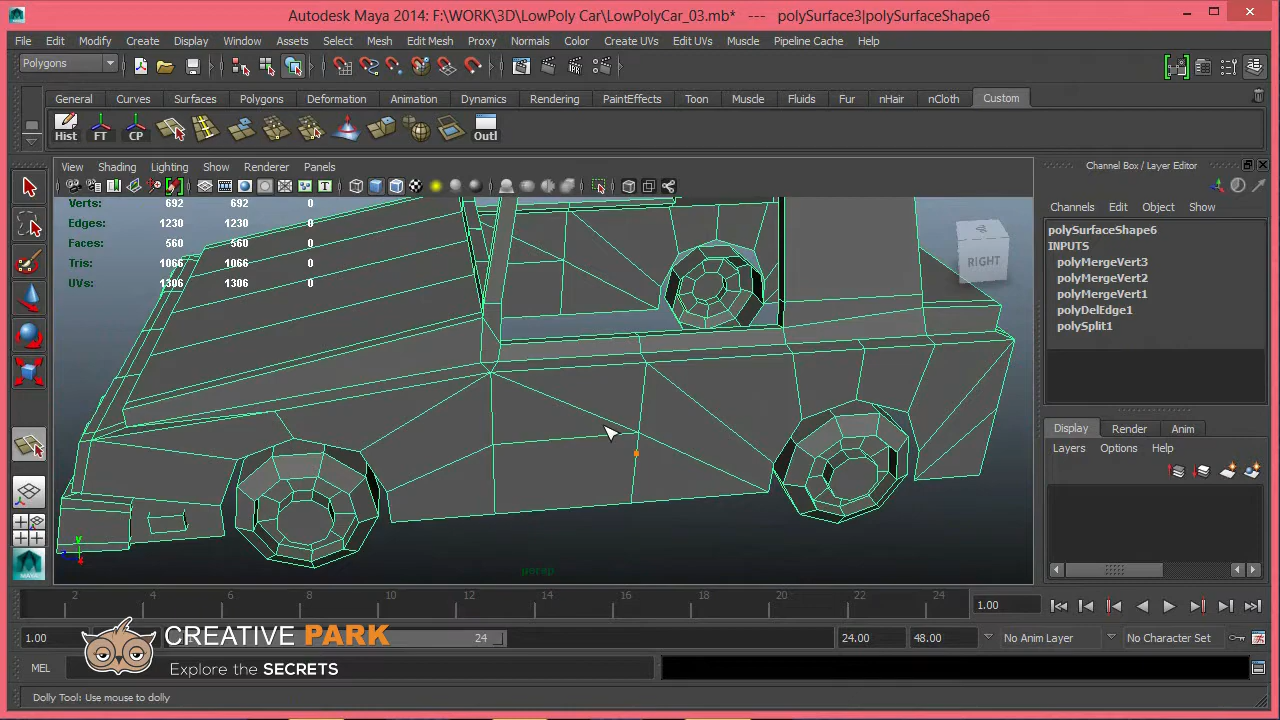 Autodesk Maya 2014: F:\WORK\3D\LowPoly Car\LowPolyCar_03.mb* --- polySurface3|polySurfaceShape6
File Edit Modify Create Display Window Assets Select Mesh Edit Mesh Proxy Normals Color Create UVs Edit UVs Muscle Pipeline Cache Help
Polygons
General Curves Surfaces Polygons Deformation Animation Dynamics Rendering PaintEffects Toon Muscle Fluids Fur nHair nCloth Custom
Hist FT CP Outl
View Shading Lighting Show Renderer Panels
Channel Box / Layer Editor
Channels Edit Object Show
Verts: 692 692 0
Edges: 1230 1230 0
Faces: 560 560 0
Tris: 1066 1066 0
UVs: 1306 1306 0
RIGHT
polySurfaceShape6
INPUTS
polyMergeVert3
polyMergeVert2
polyMergeVert1
polyDelEdge1
polySplit1
Display Render Anim
Layers Options Help
y
persp
2 4 6 8 10 12 14 16 18 20 22 24
1.00
1.00 24 24.00 48.00 No Anim Layer No Character Set
CREATIVE PARK
Explore the SECRETS
MEL
Dolly Tool: Use mouse to dolly